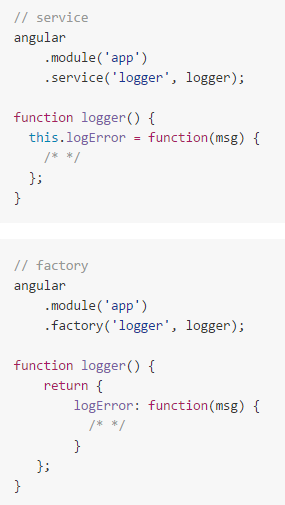 // service
angular
    .module('app')
    .service('logger', logger);

function logger() {
  this.logError = function(msg) {
    /* */
  };
}

// factory
angular
    .module('app')
    .factory('logger', logger);

function logger() {
    return {
        logError: function(msg) {
          /* */
        }
   };
}